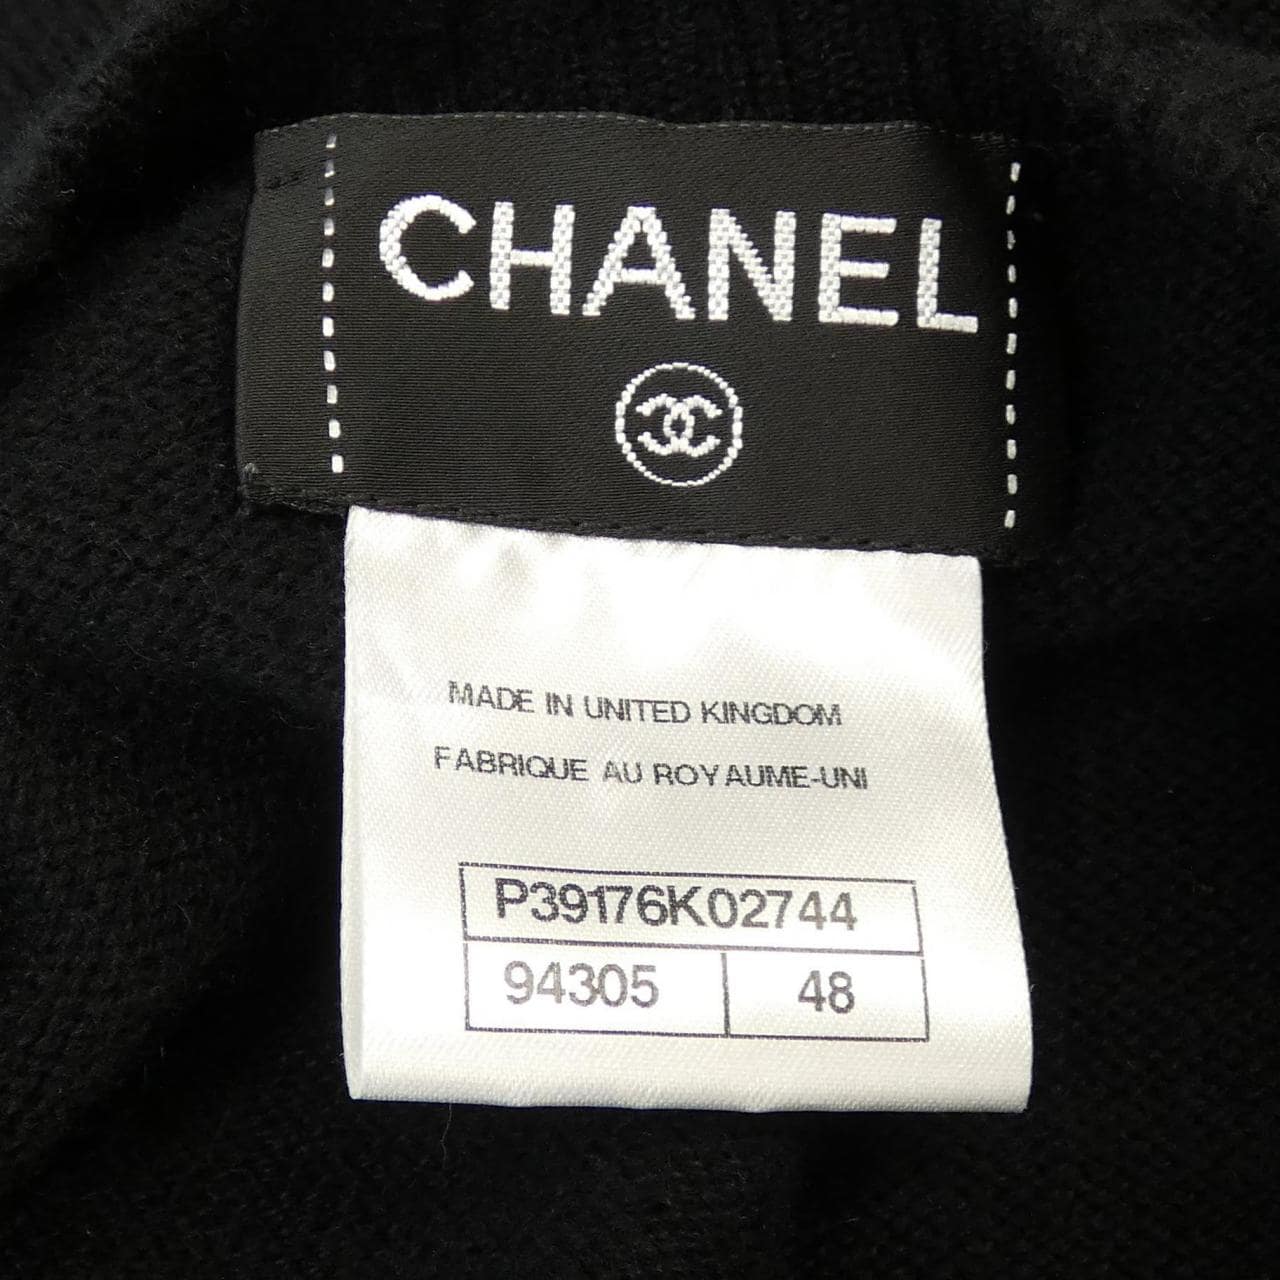 CHANEL
MADE IN UNITED KINGDOM
FABRIQUE AU ROYAUME-UNI
P39176K02744
94305 48